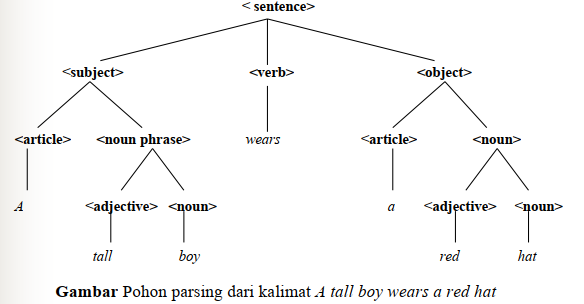 < sentence>
<subject> <verb> <object>
<article> <noun phrase> wears <article> <noun>
A <adjective> <noun> a <adjective> <noun>
tall boy red hat
Gambar Pohon parsing dari kalimat A tall boy wears a red hat